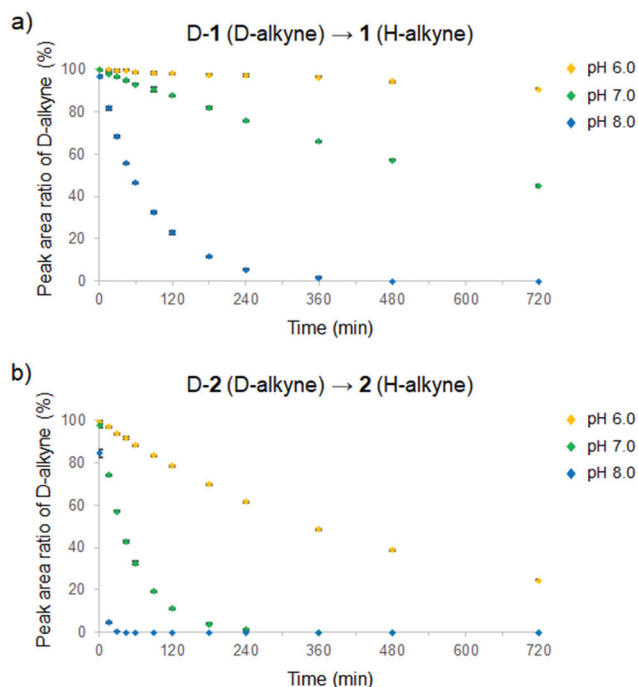 a)
D-1 (D-alkyne) → 1 (H-alkyne)
Peak area ratio of D-alkyne (%)
100
80
60
40
20
0
0 120 240 360 480 600 720
Time (min)
pH 6.0
pH 7.0
pH 8.0
b)
D-2 (D-alkyne) → 2 (H-alkyne)
Peak area ratio of D-alkyne (%)
100
80
60
40
20
0
0 120 240 360 480 600 720
Time (min)
pH 6.0
pH 7.0
pH 8.0